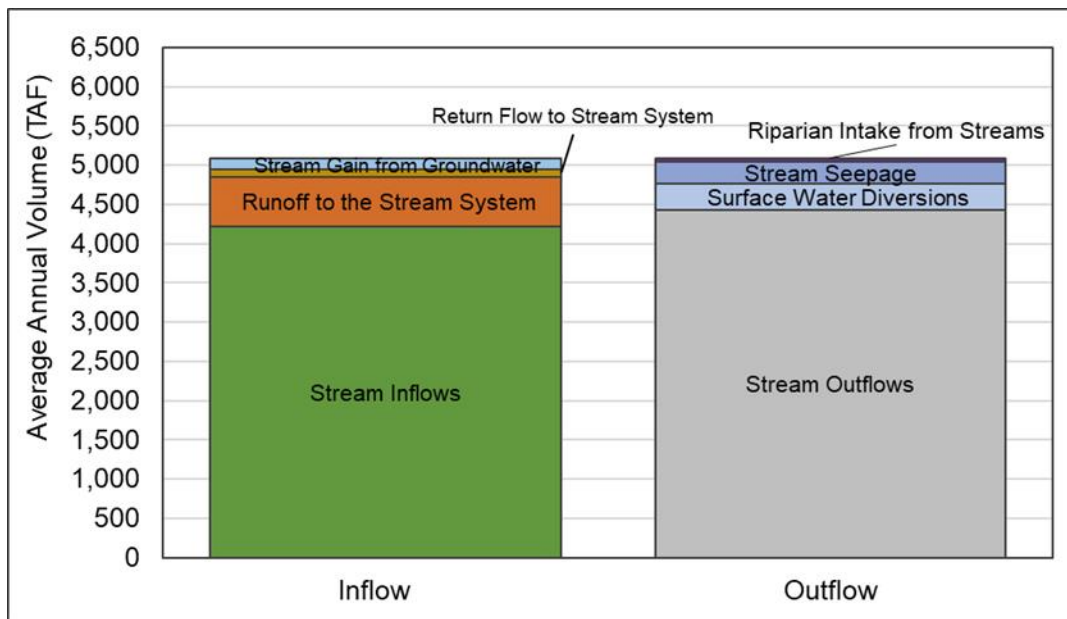 Average Annual Volume (TAF)
6,500
6,000
5,500
5,000
4,500
4,000
3,500
3,000
2,500
2,000
1,500
1,000
500
0
Return Flow to Stream System
Stream Gain from Groundwater
Runoff to the Stream System
Stream Inflows
Riparian Intake from Streams
Stream Seepage
Surface Water Diversions
Stream Outflows
Inflow
Outflow